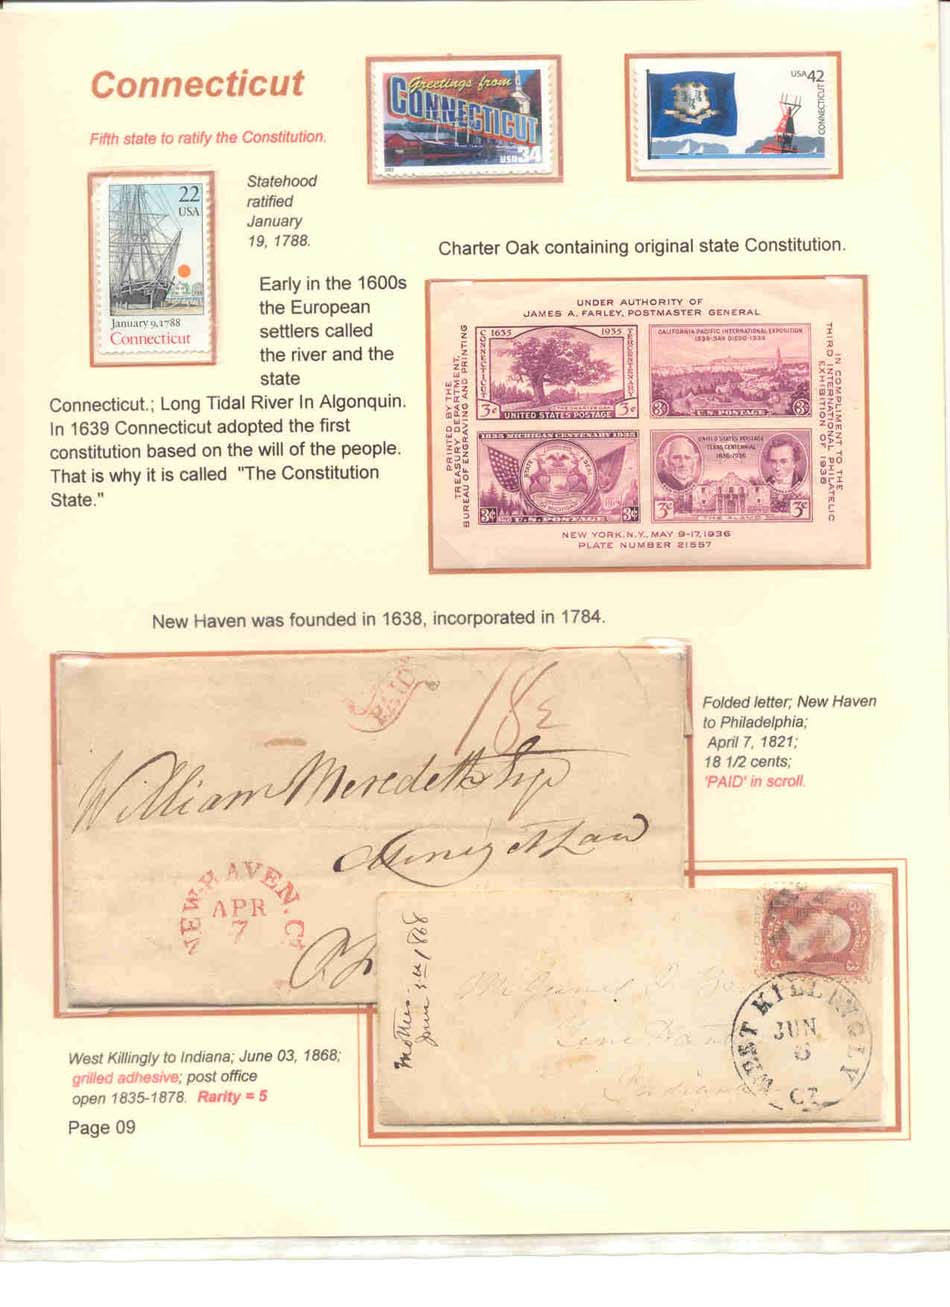 Connecticut
Fifth state to ratify the Constitution.
Greetings from
CONNECTICUT
USA 34
USA 42
CONNECTICUT
22
USA
January 9, 1788
Connecticut
Statehood
ratified
January
19, 1788.
Early in the 1600s
the European
settlers called
the river and the
state
Connecticut.; Long Tidal River In Algonquin.
In 1639 Connecticut adopted the first
constitution based on the will of the people.
That is why it is called "The Constitution
State."
Charter Oak containing original state Constitution.
UNDER AUTHORITY OF
JAMES A. FARLEY, POSTMASTER GENERAL
PRINTED BY THE
TREASURY DEPARTMENT,
BUREAU OF ENGRAVING AND PRINTING
1635 1935
CONNECTICUT
TERCENTENARY
THE CHARTER OAK
3¢ 3¢
UNITED STATES POSTAGE
CALIFORNIA PACIFIC INTERNATIONAL EXPOSITION
1935·SAN DIEGO·1936
3¢ U.S. POSTAGE 3¢
1835 MICHIGAN CENTENARY 1935
3¢ U.S. POSTAGE 3¢
UNITED STATES POSTAGE
TEXAS CENTENNIAL
1836-1936
3¢ 3¢
THE ALAMO
IN COMPLIMENT TO THE
THIRD INTERNATIONAL PHILATELIC
EXHIBITION OF 1936
NEW YORK, N.Y., MAY 9-17, 1936
PLATE NUMBER 21557
New Haven was founded in 1638, incorporated in 1784.
PAID
18½
William Meredith Esqr
Attorney at Law
NEW-HAVEN. Ct
APR
7
Folded letter; New Haven
to Philadelphia;
April 7, 1821;
18 1/2 cents;
'PAID' in scroll.
Mother
June 3rd 1868
3 3
WEST KILLINGLY
JUN
CT.
Indiana
West Killingly to Indiana; June 03, 1868;
grilled adhesive; post office
open 1835-1878. Rarity = 5
Page 09